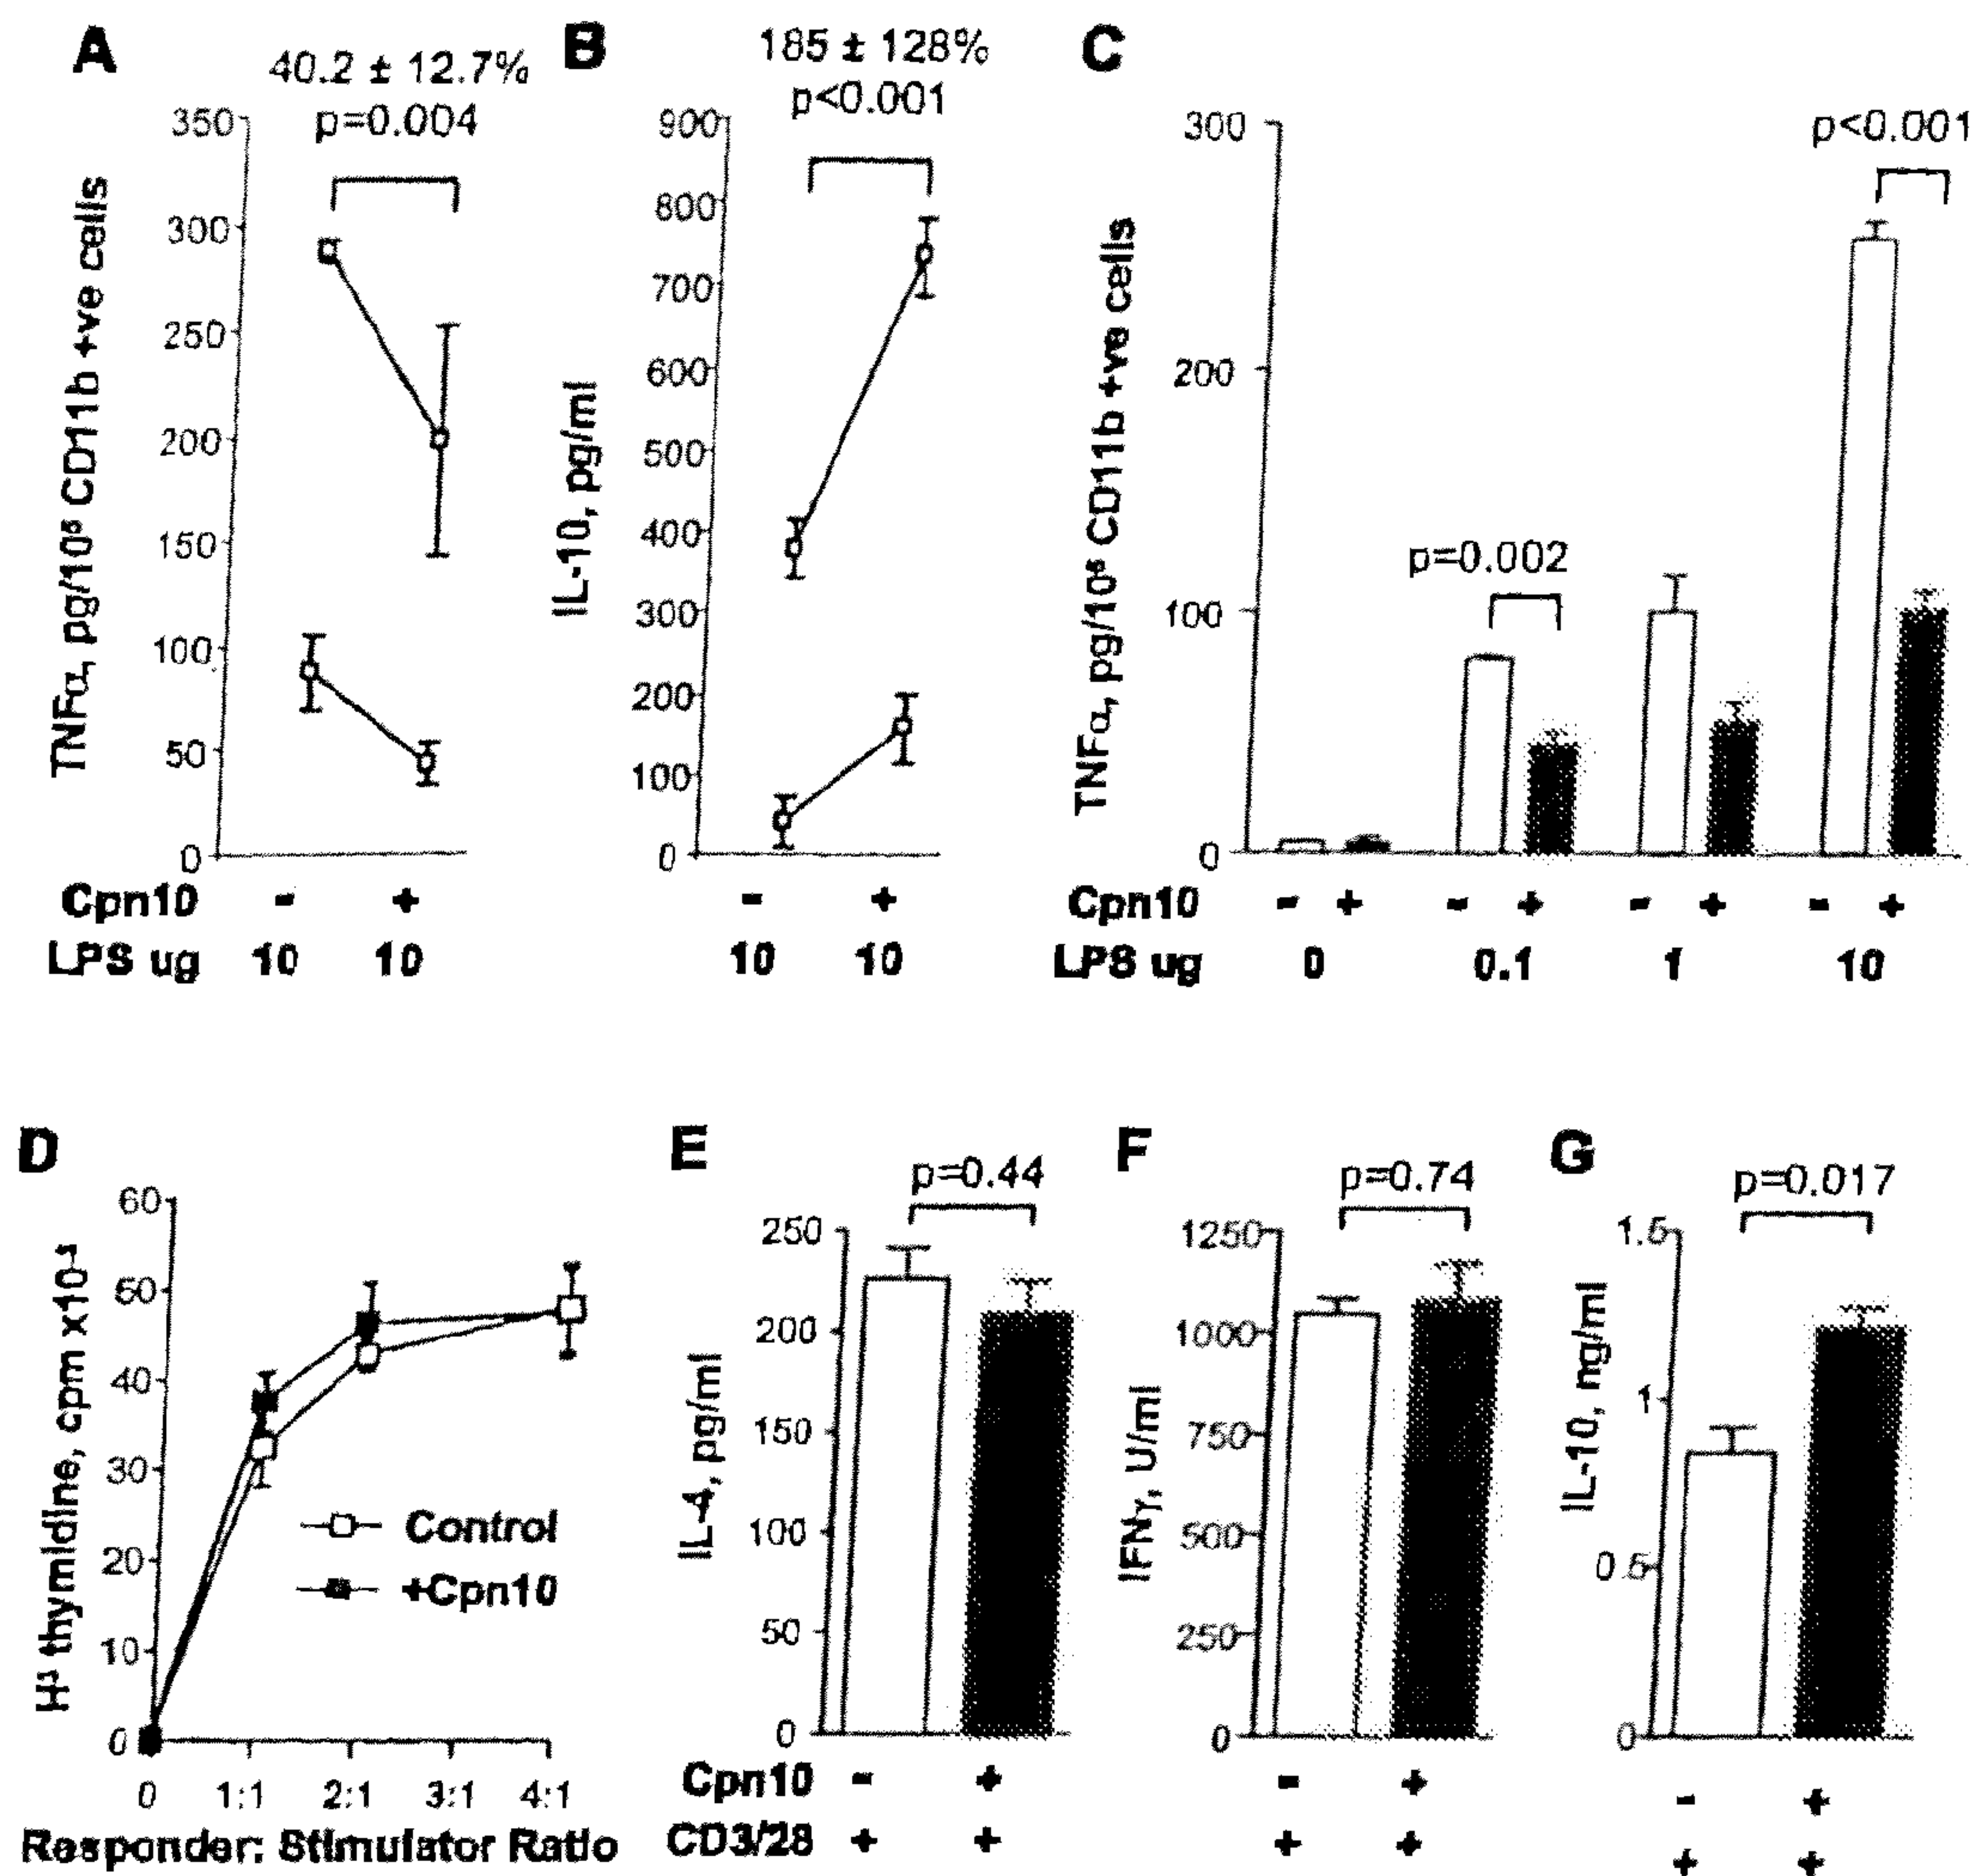 A
40.2 ± 12.7%
p=0.004
350
300
250
200
150
100
50
0
TNFα, pg/10⁵ CD11b +ve cells
Cpn10 - +
LPS ug 10 10
B
185 ± 128%
p<0.001
900
800
700
600
500
400
300
200
100
0
IL-10, pg/ml
- +
10 10
C
p<0.001
p=0.002
300
200
100
0
TNFα, pg/10⁵ CD11b +ve cells
Cpn10 - + - + - + - +
LPS ug 0 0.1 1 10
D
60
50
40
30
20
10
0
H³ thymidine, cpm x10⁻³
Control
+Cpn10
0 1:1 2:1 3:1 4:1
Responder: Stimulator Ratio
E
p=0.44
250
200
150
100
50
0
IL-4, pg/ml
Cpn10 - +
CD3/28 + +
F
p=0.74
1250
1000
750
500
250
0
IFNγ, U/ml
- +
+ +
G
p=0.017
1.5
1
0.5
0
IL-10, ng/ml
- +
+ +